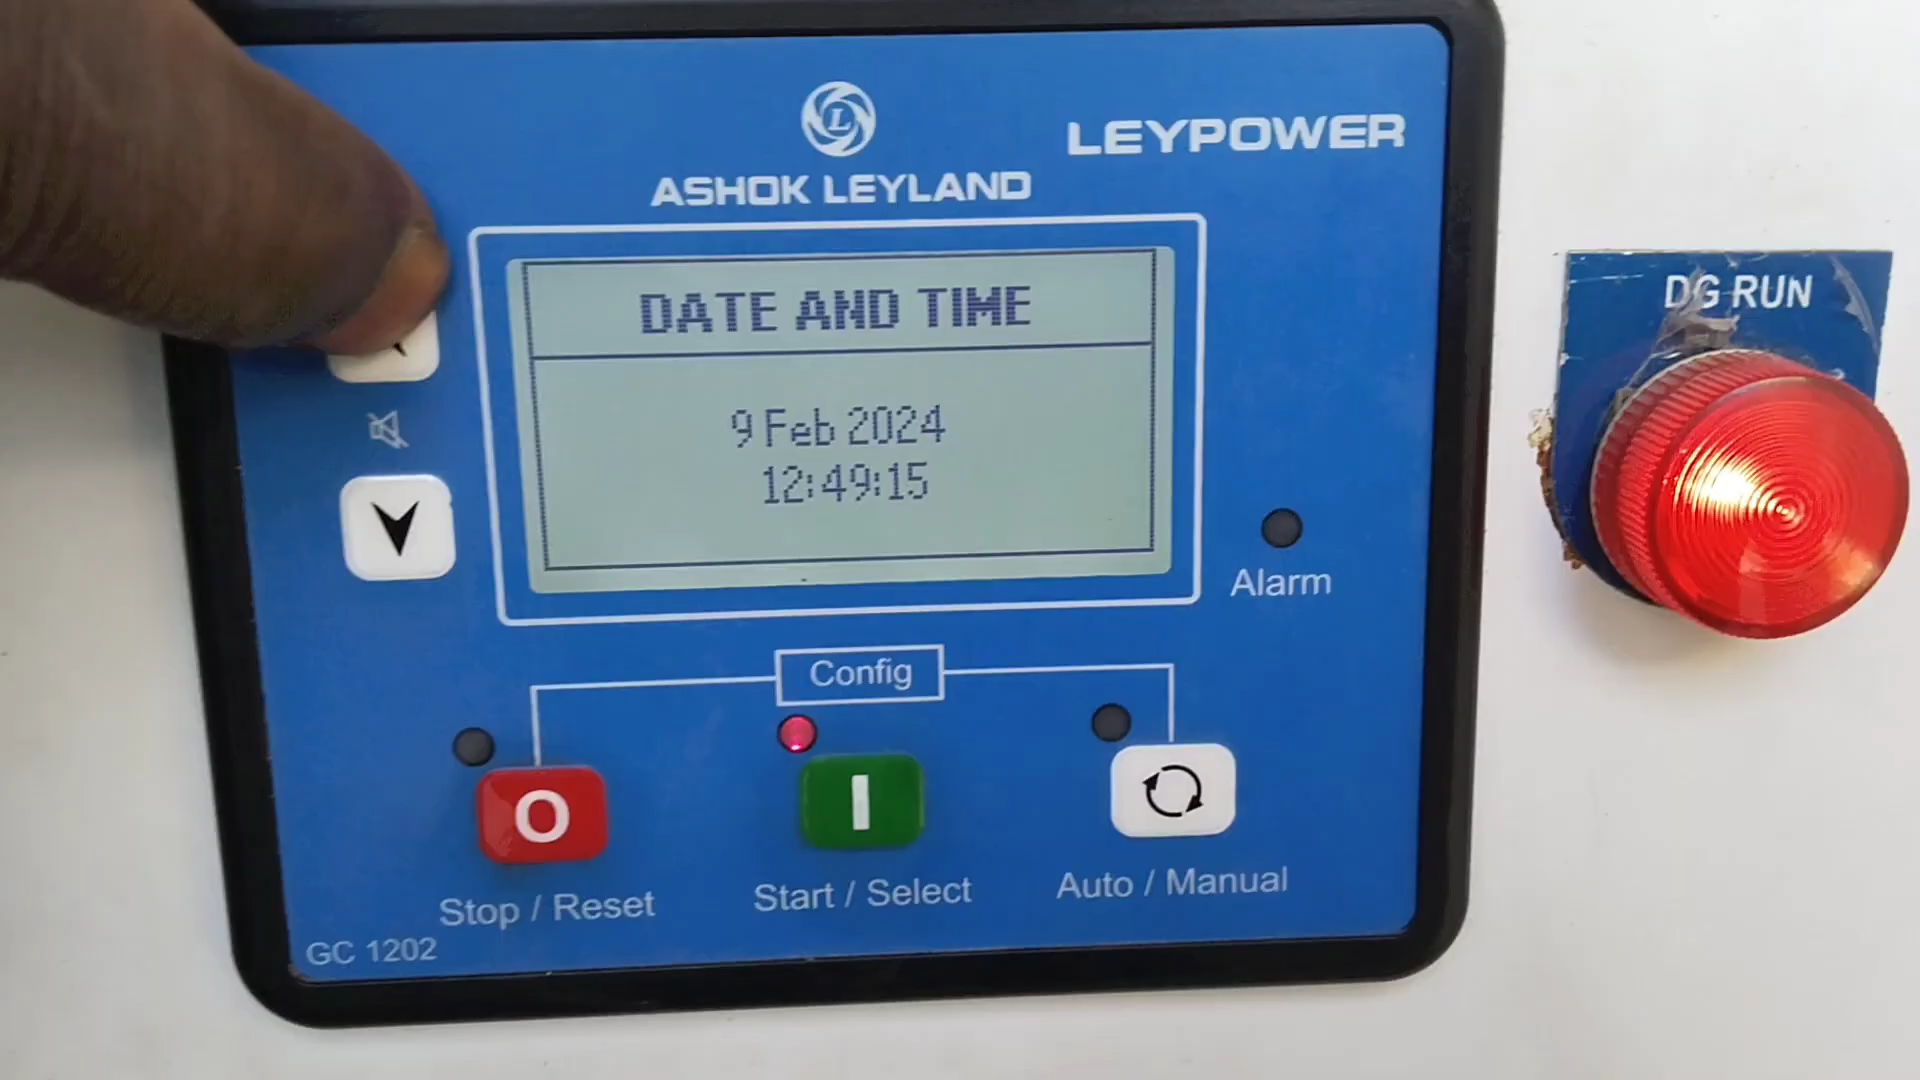 LEYPOWER
ASHOK LEYLAND
DATE AND TIME
9 Feb 2024
12:49:15
DG RUN
Alarm
Config
O
I
Stop / Reset
Start / Select
Auto / Manual
GC 1202